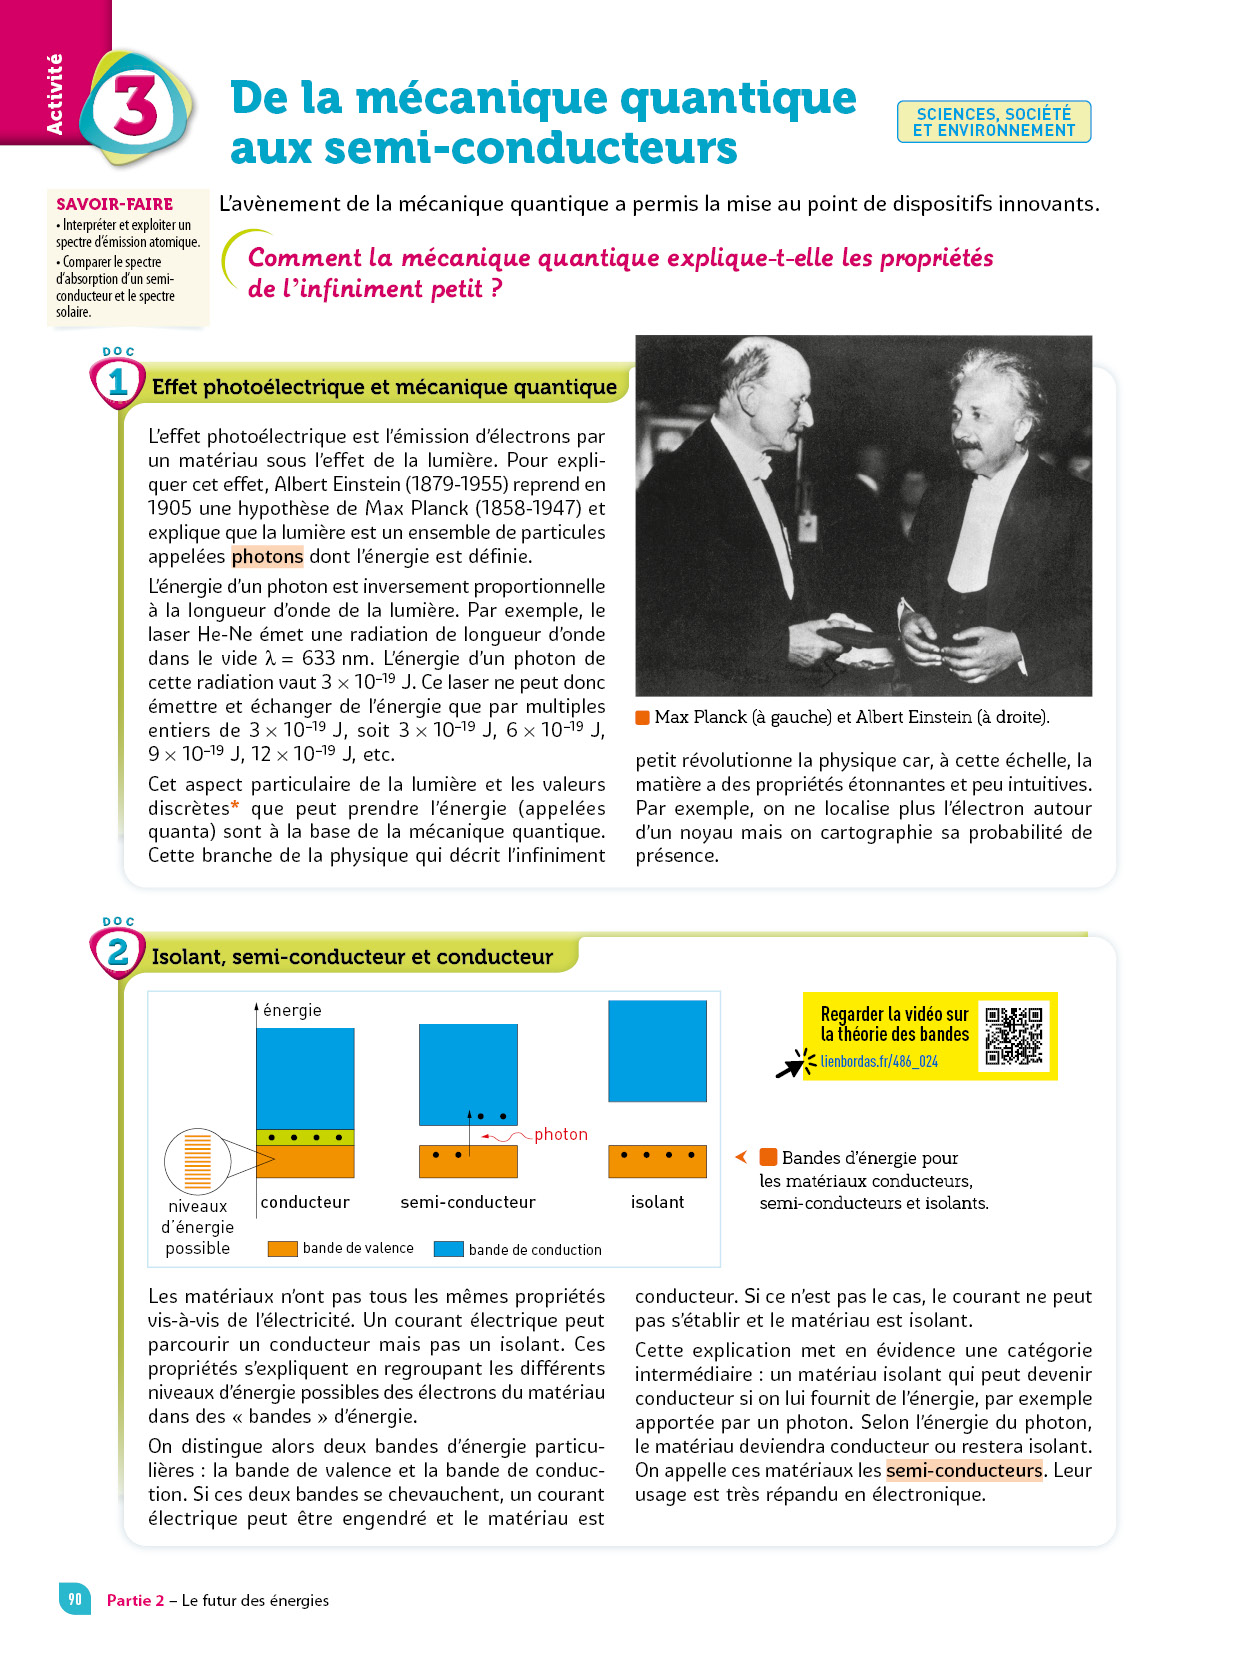 Activité
3
De la mécanique quantique
aux semi-conducteurs
SCIENCES, SOCIÉTÉ
ET ENVIRONNEMENT
SAVOIR-FAIRE
• Interpréter et exploiter un
spectre d’émission atomique.
• Comparer le spectre
d’absorption d’un semi-
conducteur et le spectre
solaire.
L’avènement de la mécanique quantique a permis la mise au point de dispositifs innovants.
Comment la mécanique quantique explique-t-elle les propriétés
de l’infiniment petit ?
DOC
1
Effet photoélectrique et mécanique quantique
L’effet photoélectrique est l’émission d’électrons par
un matériau sous l’effet de la lumière. Pour expli-
quer cet effet, Albert Einstein (1879-1955) reprend en
1905 une hypothèse de Max Planck (1858-1947) et
explique que la lumière est un ensemble de particules
appelées photons dont l’énergie est définie.
L’énergie d’un photon est inversement proportionnelle
à la longueur d’onde de la lumière. Par exemple, le
laser He-Ne émet une radiation de longueur d’onde
dans le vide λ = 633 nm. L’énergie d’un photon de
cette radiation vaut 3 × 10⁻¹⁹ J. Ce laser ne peut donc
émettre et échanger de l’énergie que par multiples
entiers de 3 × 10⁻¹⁹ J, soit 3 × 10⁻¹⁹ J, 6 × 10⁻¹⁹ J,
9 × 10⁻¹⁹ J, 12 × 10⁻¹⁹ J, etc.
Cet aspect particulaire de la lumière et les valeurs
discrètes* que peut prendre l’énergie (appelées
quanta) sont à la base de la mécanique quantique.
Cette branche de la physique qui décrit l’infiniment
Max Planck (à gauche) et Albert Einstein (à droite).
petit révolutionne la physique car, à cette échelle, la
matière a des propriétés étonnantes et peu intuitives.
Par exemple, on ne localise plus l’électron autour
d’un noyau mais on cartographie sa probabilité de
présence.
DOC
2
Isolant, semi-conducteur et conducteur
énergie
photon
niveaux
d’énergie
possible
conducteur
semi-conducteur
isolant
bande de valence
bande de conduction
Regarder la vidéo sur
la théorie des bandes
lienbordas.fr/486_024
Bandes d’énergie pour
les matériaux conducteurs,
semi-conducteurs et isolants.
Les matériaux n’ont pas tous les mêmes propriétés
vis-à-vis de l’électricité. Un courant électrique peut
parcourir un conducteur mais pas un isolant. Ces
propriétés s’expliquent en regroupant les différents
niveaux d’énergie possibles des électrons du matériau
dans des « bandes » d’énergie.
On distingue alors deux bandes d’énergie particu-
lières : la bande de valence et la bande de conduc-
tion. Si ces deux bandes se chevauchent, un courant
électrique peut être engendré et le matériau est
conducteur. Si ce n’est pas le cas, le courant ne peut
pas s’établir et le matériau est isolant.
Cette explication met en évidence une catégorie
intermédiaire : un matériau isolant qui peut devenir
conducteur si on lui fournit de l’énergie, par exemple
apportée par un photon. Selon l’énergie du photon,
le matériau deviendra conducteur ou restera isolant.
On appelle ces matériaux les semi-conducteurs. Leur
usage est très répandu en électronique.
90
Partie 2 – Le futur des énergies